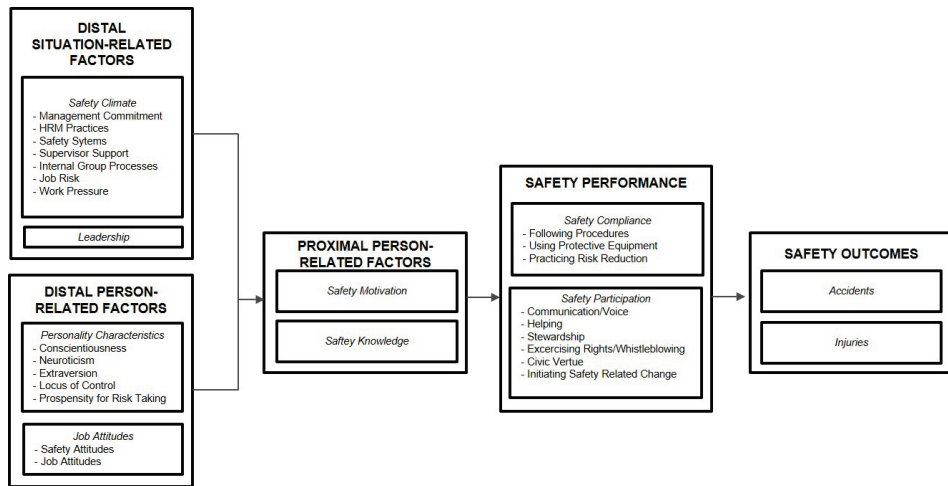 DISTAL
SITUATION-RELATED
FACTORS
Safety Climate
- Management Commitment
- HRM Practices
- Safety Sytems
- Supervisor Support
- Internal Group Processes
- Job Risk
- Work Pressure
Leadership
DISTAL PERSON-
RELATED FACTORS
Personality Characteristics
- Conscientiousness
- Neuroticism
- Extraversion
- Locus of Control
- Prospensity for Risk Taking
Job Attitudes
- Safety Attitudes
- Job Attitudes
PROXIMAL PERSON-
RELATED FACTORS
Safety Motivation
Saftey Knowledge
SAFETY PERFORMANCE
Safety Compliance
- Following Procedures
- Using Protective Equipment
- Practicing Risk Reduction
Safety Participation
- Communication/Voice
- Helping
- Stewardship
- Excercising Rights/Whistleblowing
- Civic Vertue
- Initiating Safety Related Change
SAFETY OUTCOMES
Accidents
Injuries